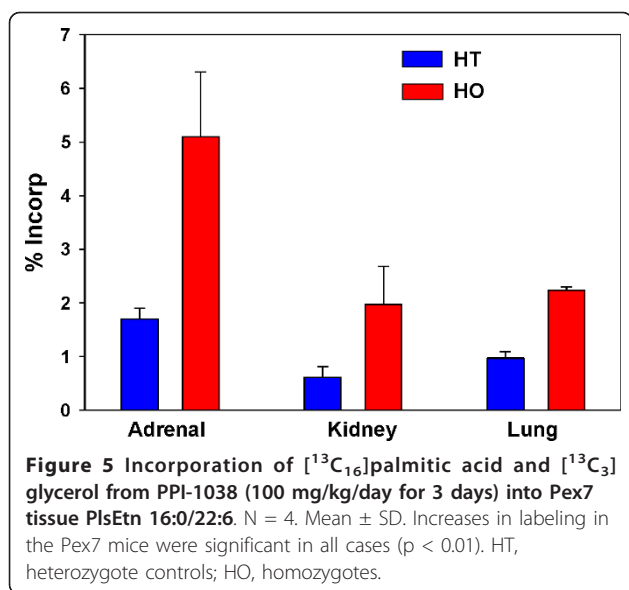 7
6
5
4
3
2
1
0
% Incorp
HT
HO
Adrenal Kidney Lung
Figure 5 Incorporation of [¹³C₁₆]palmitic acid and [¹³C₃]
glycerol from PPI-1038 (100 mg/kg/day for 3 days) into Pex7
tissue PlsEtn 16:0/22:6. N = 4. Mean ± SD. Increases in labeling in
the Pex7 mice were significant in all cases (p < 0.01). HT,
heterozygote controls; HO, homozygotes.